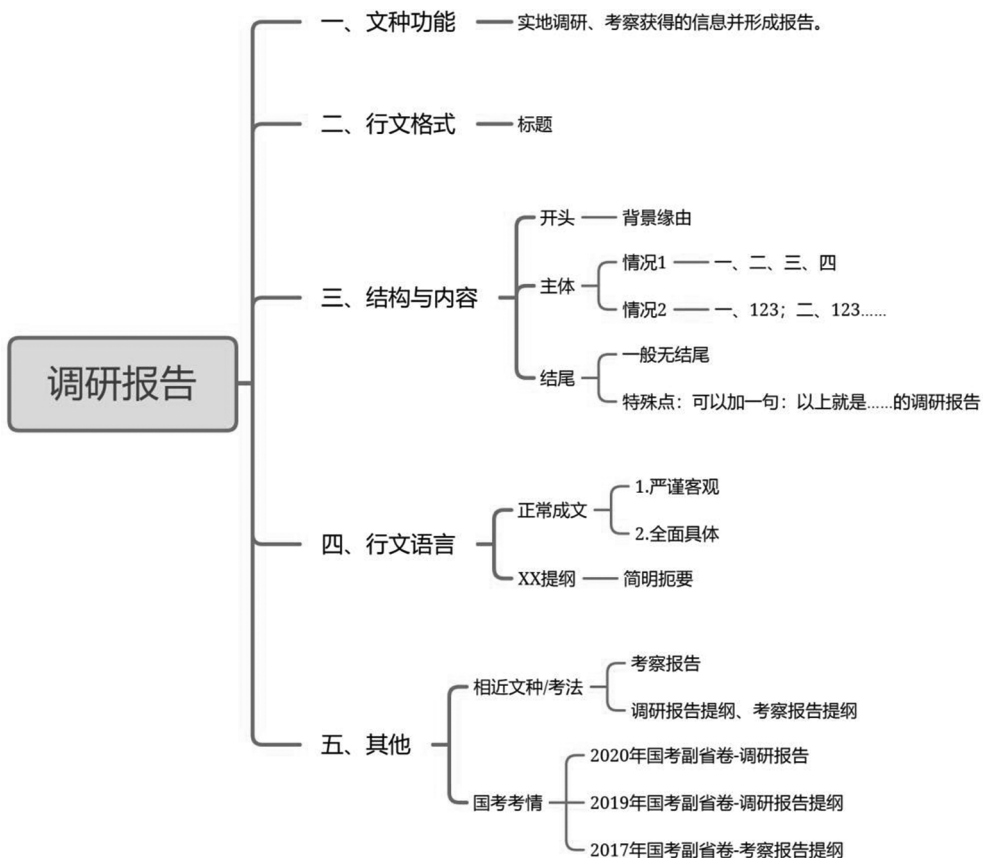 调研报告
一、文种功能
实地调研、考察获得的信息并形成报告。
二、行文格式
标题
三、结构与内容
开头
背景缘由
主体
情况1
一、二、三、四
情况2
一、123；二、123……
结尾
一般无结尾
特殊点：可以加一句：以上就是……的调研报告
四、行文语言
正常成文
1.严谨客观
2.全面具体
XX提纲
简明扼要
五、其他
相近文种/考法
考察报告
调研报告提纲、考察报告提纲
国考考情
2020年国考副省卷-调研报告
2019年国考副省卷-调研报告提纲
2017年国考副省卷-考察报告提纲